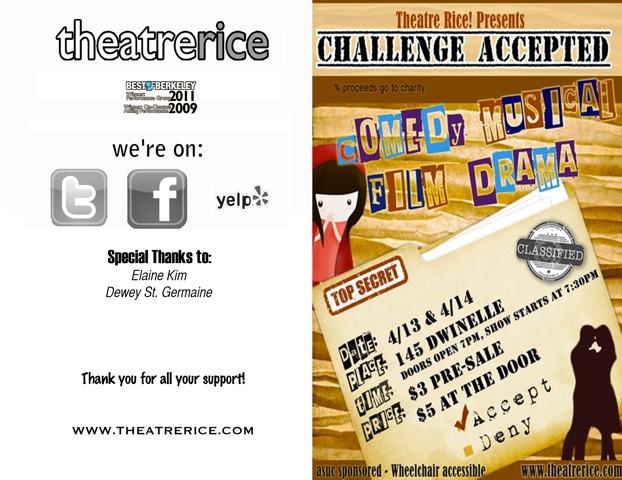 theatrerice
BEST OF BERKELEY
Winner:
Performance Group 2011
2009
we're on:
t f yelp
Special Thanks to:
Elaine Kim
Dewey St. Germaine
Thank you for all your support!
WWW.THEATRERICE.COM
Theatre Rice! Presents
CHALLENGE ACCEPTED
% proceeds go to charity
COMEDy MUSICAL
FILM DRAMA
CLASSIFIED
TOP SECRET
Date: 4/13 & 4/14
PLACE: 145 DWINELLE
time: DOORS OPEN 7PM, SHOW STARTS AT 7:30PM
PRICE: $3 PRE-SALE
$5 AT THE DOOR
Accept
Deny
asuc sponsored - Wheelchair accessible
www.theatrerice.com